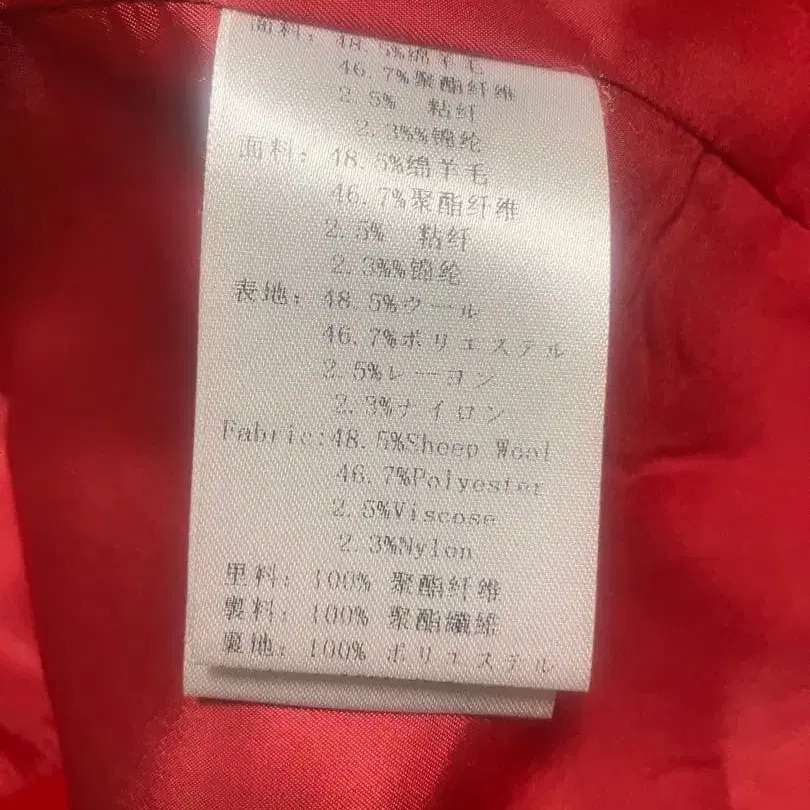 面料: 48.5%绵羊毛
46.7%聚酯纤维
2.5% 粘纤
2.3%%锦纶
面料: 48.5%绵羊毛
46.7%聚酯纤维
2.5% 粘纤
2.3%%锦纶
表地: 48.5%ウール
46.7%ポリュステル
2.5%レーヨン
2.3%ナイロン
Fabric:48.5%Sheep Wool
46.7%Polyester
2.5%Viscose
2.3%Nylon
里料: 100% 聚酯纤维
裏料: 100% 聚酯纖維
裏地: 100% ポリュステル